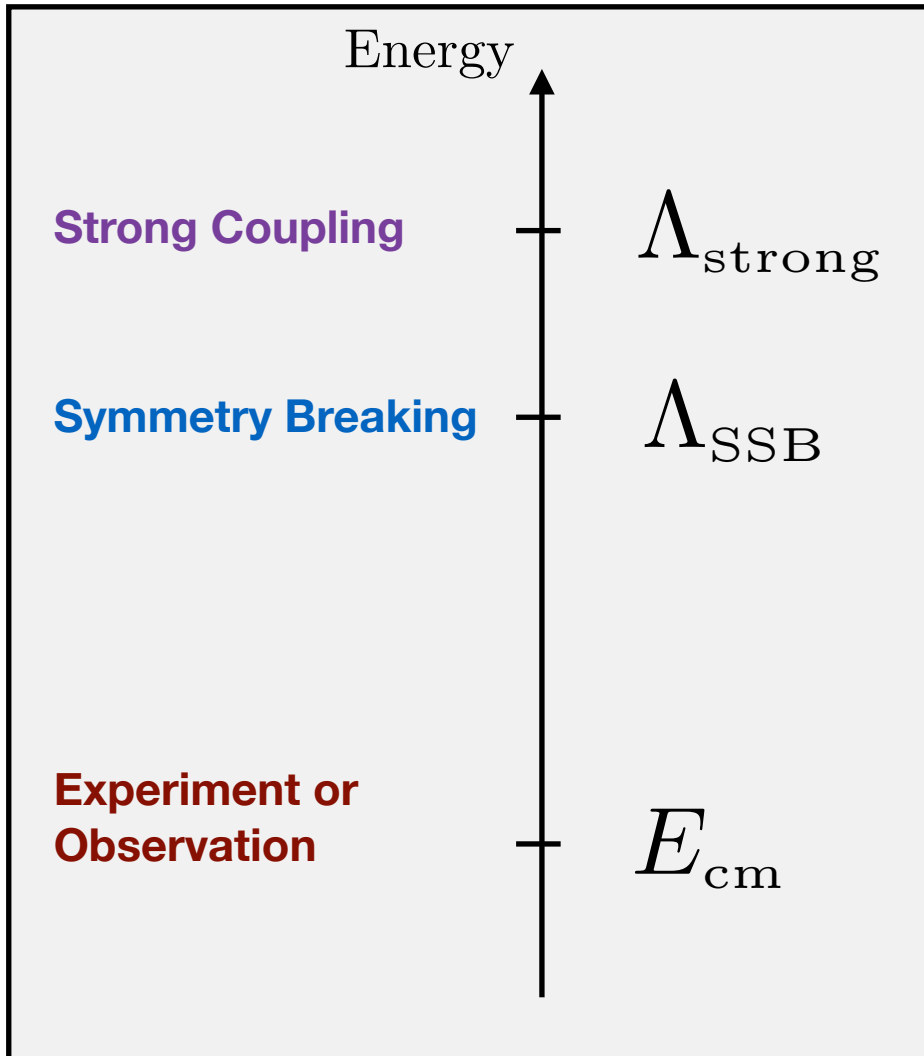 Energy
Strong Coupling
Λstrong
Symmetry Breaking
ΛSSB
Experiment or
Observation
Ecm